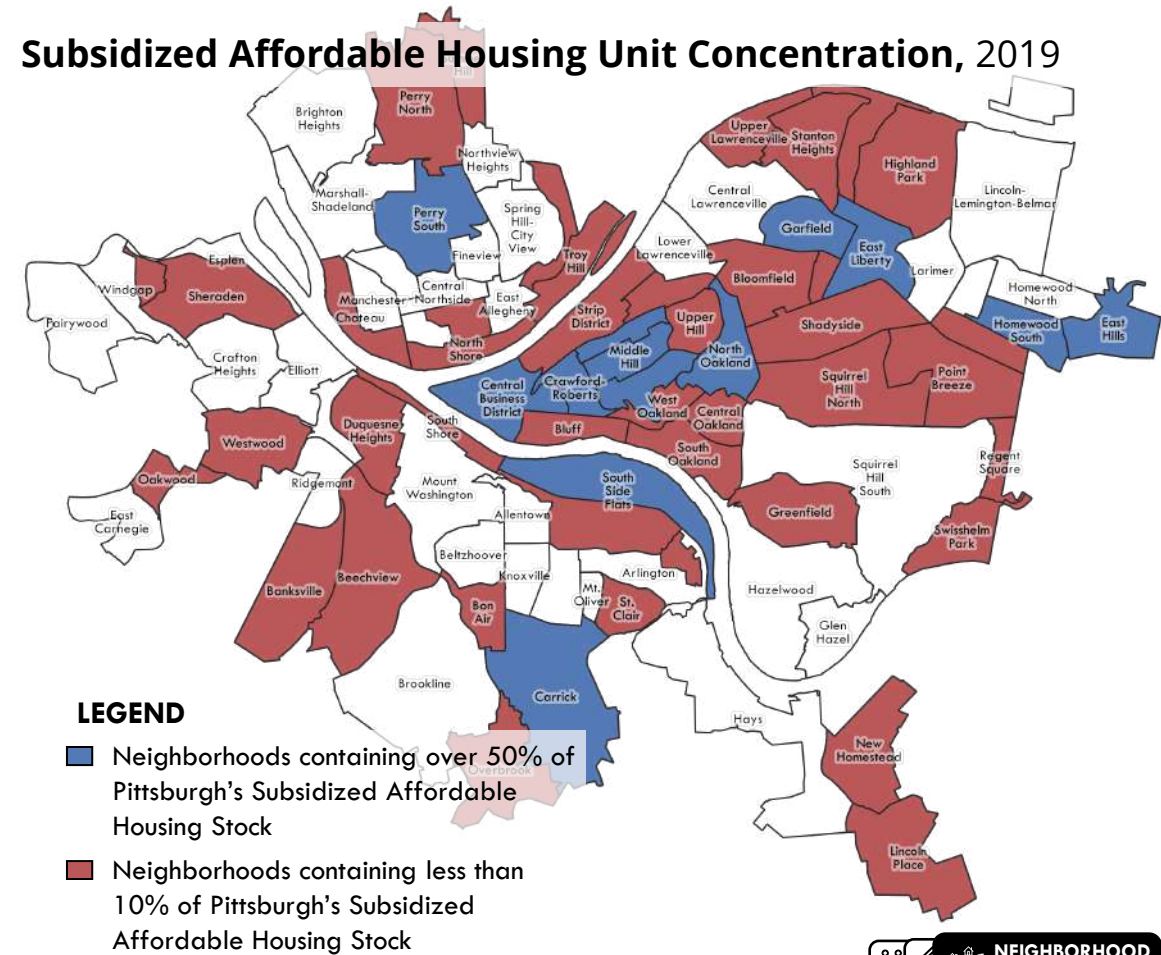 Subsidized Affordable Housing Unit Concentration, 2019
Hill
Perry
North
Brighton
Heights
Northview
Heights
Marshall-
Shadeland
Perry
South
Spring
Hill-
City
View
Fineview
Troy
Hill
Upper
Lawrenceville
Stanton
Heights
Highland
Park
Central
Lawrenceville
Lincoln-
Lemington-Belmar
Garfield
East
Liberty
Larimer
Lower
Lawrenceville
Bloomfield
Homewood
North
Homewood
South
East
Hills
Esplen
Windgap
Sheraden
Fairywood
Manchester
Chateau
Central
Northside
East
Allegheny
North
Shore
Strip
District
Upper
Hill
Shadyside
Middle
Hill
North
Oakland
Crafton
Heights
Elliott
Central
Business
District
Crawford-
Roberts
West
Oakland
Central
Oakland
Squirrel
Hill
North
Point
Breeze
Bluff
South
Oakland
Duquesne
Heights
South
Shore
Westwood
Oakwood
Ridgemont
East
Carnegie
Mount
Washington
South
Side
Flats
Squirrel
Hill
South
Regent
Square
Allentown
Greenfield
Swisshelm
Park
Beltzhoover
Knoxville
Arlington
Mt.
Oliver
St.
Clair
Banksville
Beechview
Bon
Air
Hazelwood
Glen
Hazel
Brookline
Carrick
Hays
New
Homestead
Overbrook
Lincoln
Place
LEGEND
Neighborhoods containing over 50% of
Pittsburgh's Subsidized Affordable
Housing Stock
Neighborhoods containing less than
10% of Pittsburgh's Subsidized
Affordable Housing Stock
NEIGHBORHOOD